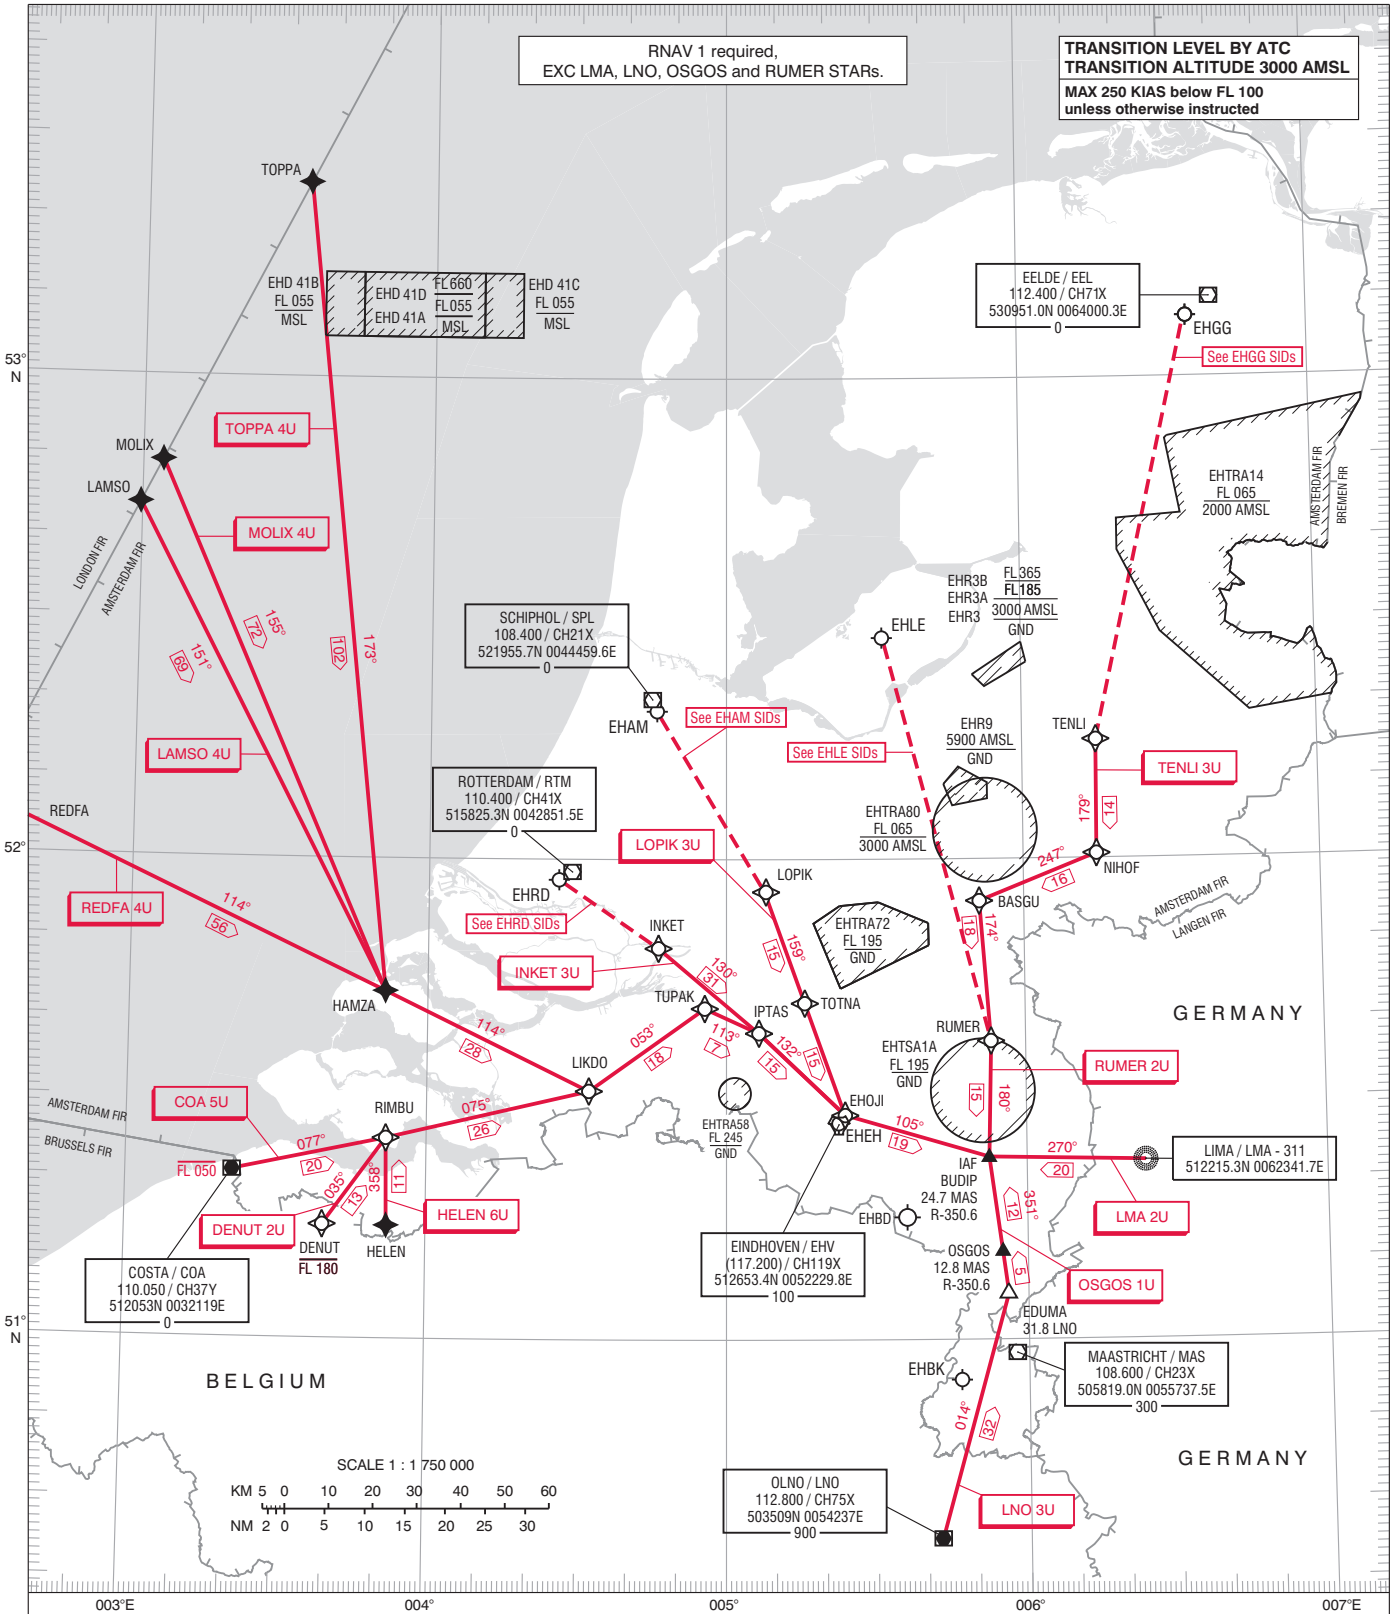 RNAV 1 required,
EXC LMA, LNO, OSGOS and RUMER STARs.
TRANSITION LEVEL BY ATC
TRANSITION ALTITUDE 3000 AMSL
MAX 250 KIAS below FL 100
unless otherwise instructed
TOPPA
EHD 41B
FL 055
MSL
EHD 41D
FL 660
FL 055
EHD 41A
MSL
EHD 41C
FL 055
MSL
EELDE / EEL
112.400 / CH71X
530951.0N 0064000.3E
0
EHGG
See EHGG SIDs
53°
N
TOPPA 4U
MOLIX
LAMSO
MOLIX 4U
LONDON FIR
AMSTERDAM FIR
EHTRA14
FL 065
2000 AMSL
AMSTERDAM FIR
BREMEN FIR
EHR3B
EHR3A
EHR3
FL 365
FL 185
3000 AMSL
GND
SCHIPHOL / SPL
108.400 / CH21X
521955.7N 0044459.6E
0
EHLE
155°
72
151°
69
173°
102
EHAM
See EHAM SIDs
See EHLE SIDs
EHR9
5900 AMSL
GND
TENLI
TENLI 3U
LAMSO 4U
ROTTERDAM / RTM
110.400 / CH41X
515825.3N 0042851.5E
0
REDFA
EHTRA80
FL 065
3000 AMSL
179°
14
LOPIK 3U
52°
N
NIHOF
247°
16
REDFA 4U
114°
56
EHRD
See EHRD SIDs
LOPIK
BASGU
AMSTERDAM FIR
LANGEN FIR
INKET
INKET 3U
EHTRA72
FL 195
GND
174°
18
159°
15
130°
31
HAMZA
TUPAK
IPTAS
TOTNA
GERMANY
114°
28
053°
18
113°
7
132°
15
15
RUMER
EHTSA1A
FL 195
GND
RUMER 2U
LIKDO
180°
15
COA 5U
AMSTERDAM FIR
BRUSSELS FIR
RIMBU
075°
26
EHTRA58
FL 245
GND
EHOJI
EHEH
105°
19
077°
20
FL 050
270°
20
LIMA / LMA - 311
512215.3N 0062341.7E
IAF
BUDIP
24.7 MAS
R-350.6
035°
13
358°
11
DENUT 2U
HELEN 6U
DENUT
FL 180
HELEN
EHBD
351°
12
LMA 2U
COSTA / COA
110.050 / CH37Y
512053N 0032119E
0
EINDHOVEN / EHV
(117.200) / CH119X
512653.4N 0052229.8E
100
OSGOS
12.8 MAS
R-350.6
5
OSGOS 1U
EDUMA
31.8 LNO
51°
N
MAASTRICHT / MAS
108.600 / CH23X
505819.0N 0055737.5E
300
EHBK
BELGIUM
014°
32
GERMANY
SCALE 1 : 1 750 000
KM 5 0 10 20 30 40 50 60
NM 2 0 5 10 15 20 25 30
OLNO / LNO
112.800 / CH75X
503509N 0054237E
900
LNO 3U
003°E 004° 005° 006° 007°E